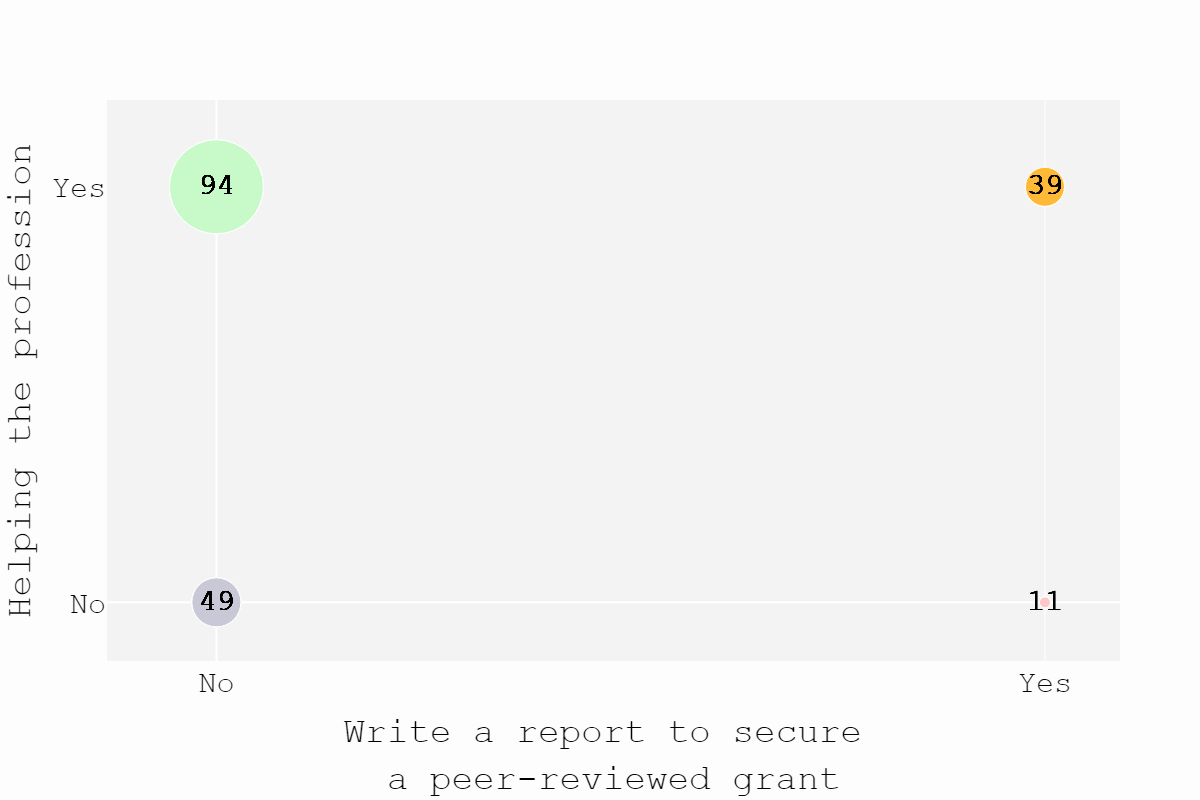 Helping the profession
Yes
94
39
No
49
11
No
Yes
Write a report to secure
a peer-reviewed grant